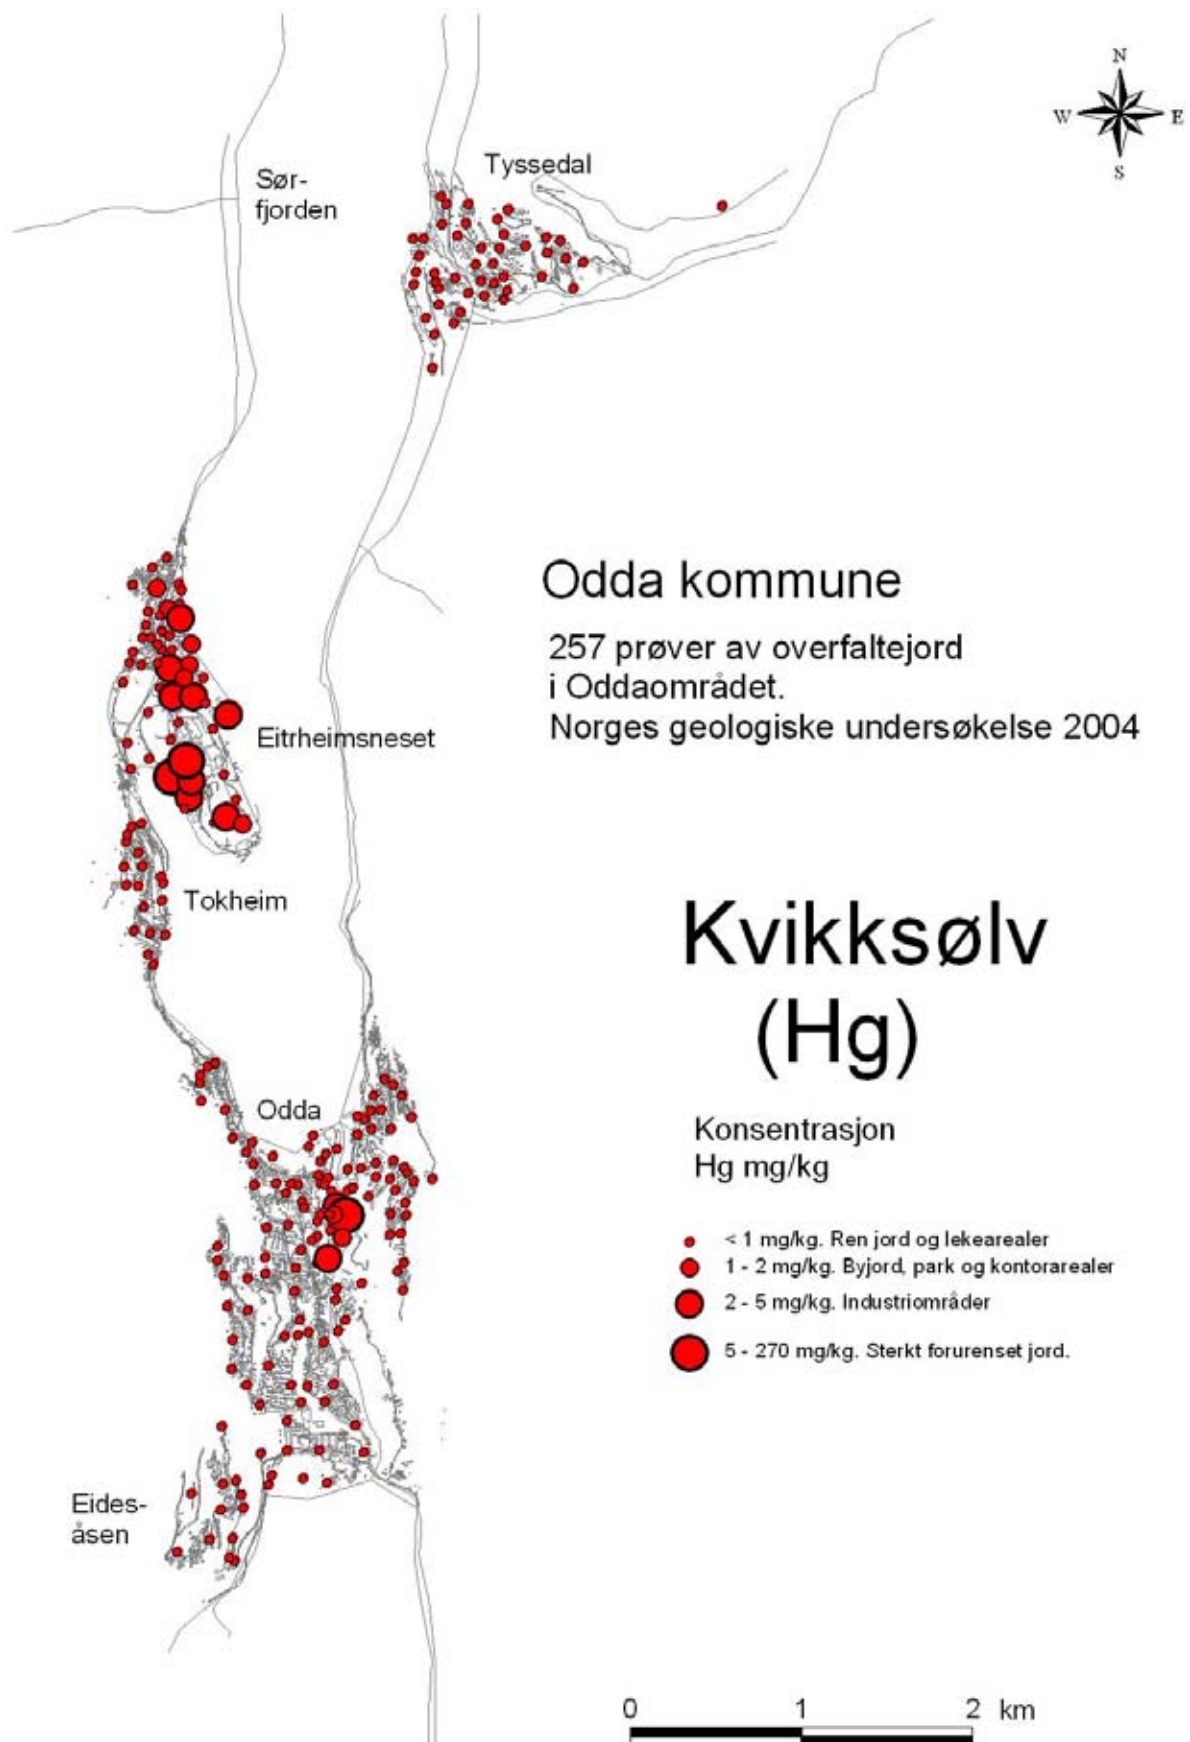 N
W E
S
Tyssedal
Sør-
fjorden
Odda kommune
257 prøver av overfaltejord
i Oddaområdet.
Norges geologiske undersøkelse 2004
Eitrheimsneset
Tokheim
Kvikksølv
(Hg)
Odda
Konsentrasjon
Hg mg/kg
< 1 mg/kg. Ren jord og lekearealer
1 - 2 mg/kg. Byjord, park og kontorarealer
2 - 5 mg/kg. Industriområder
5 - 270 mg/kg. Sterkt forurenset jord.
Eides-
åsen
0 1 2 km